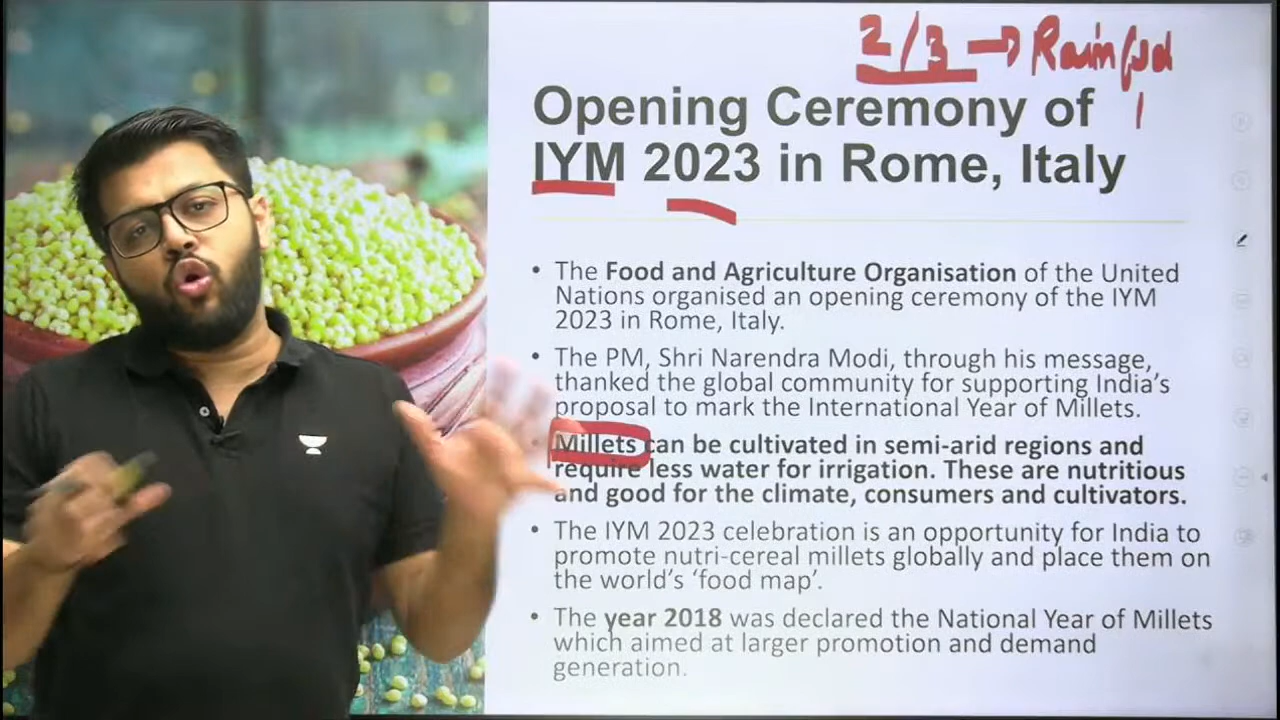 2/3 → Rainfed
Opening Ceremony of
IYM 2023 in Rome, Italy
• The Food and Agriculture Organisation of the United
Nations organised an opening ceremony of the IYM
2023 in Rome, Italy.
• The PM, Shri Narendra Modi, through his message,
thanked the global community for supporting India's
proposal to mark the International Year of Millets.
Millets can be cultivated in semi-arid regions and
require less water for irrigation. These are nutritious
and good for the climate, consumers and cultivators.
• The IYM 2023 celebration is an opportunity for India to
promote nutri-cereal millets globally and place them on
the world's ‘food map’.
• The year 2018 was declared the National Year of Millets
which aimed at larger promotion and demand
generation.